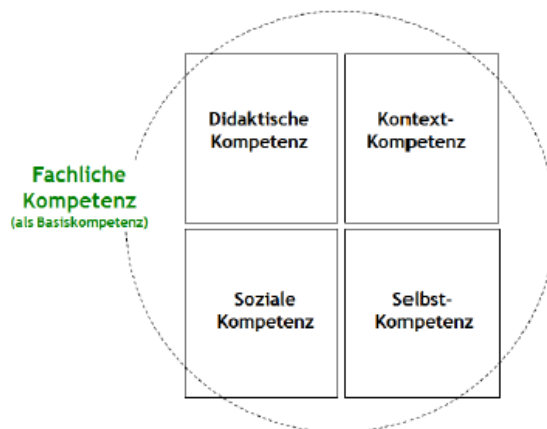 Didaktische
Kompetenz
Kontext-
Kompetenz
Fachliche
Kompetenz
(als Basiskompetenz)
Soziale
Kompetenz
Selbst-
Kompetenz